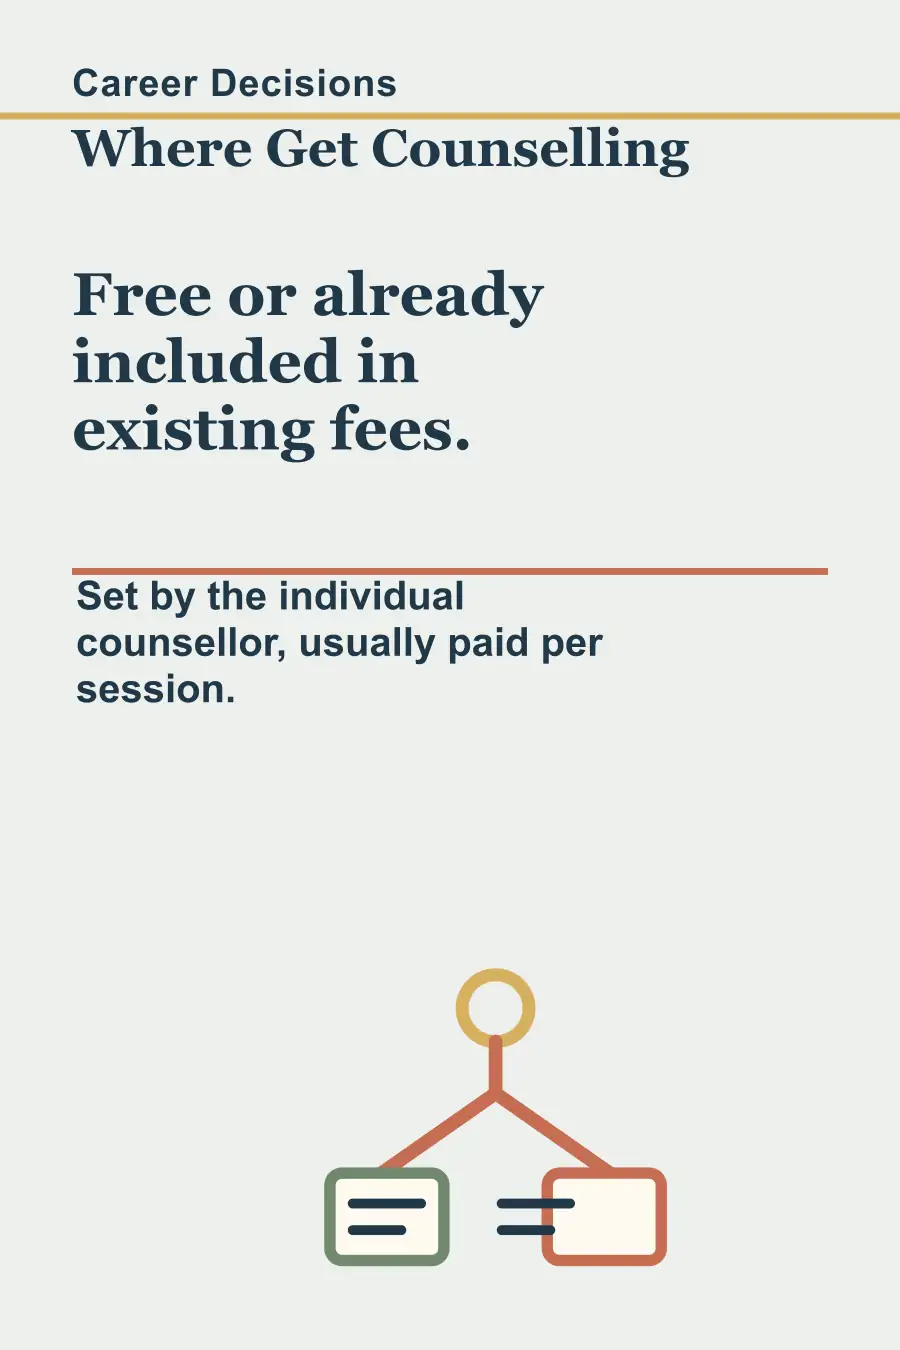 Career Decisions
Where Get Counselling
Free or already
included in
existing fees.
Set by the individual
counsellor, usually paid per
session.